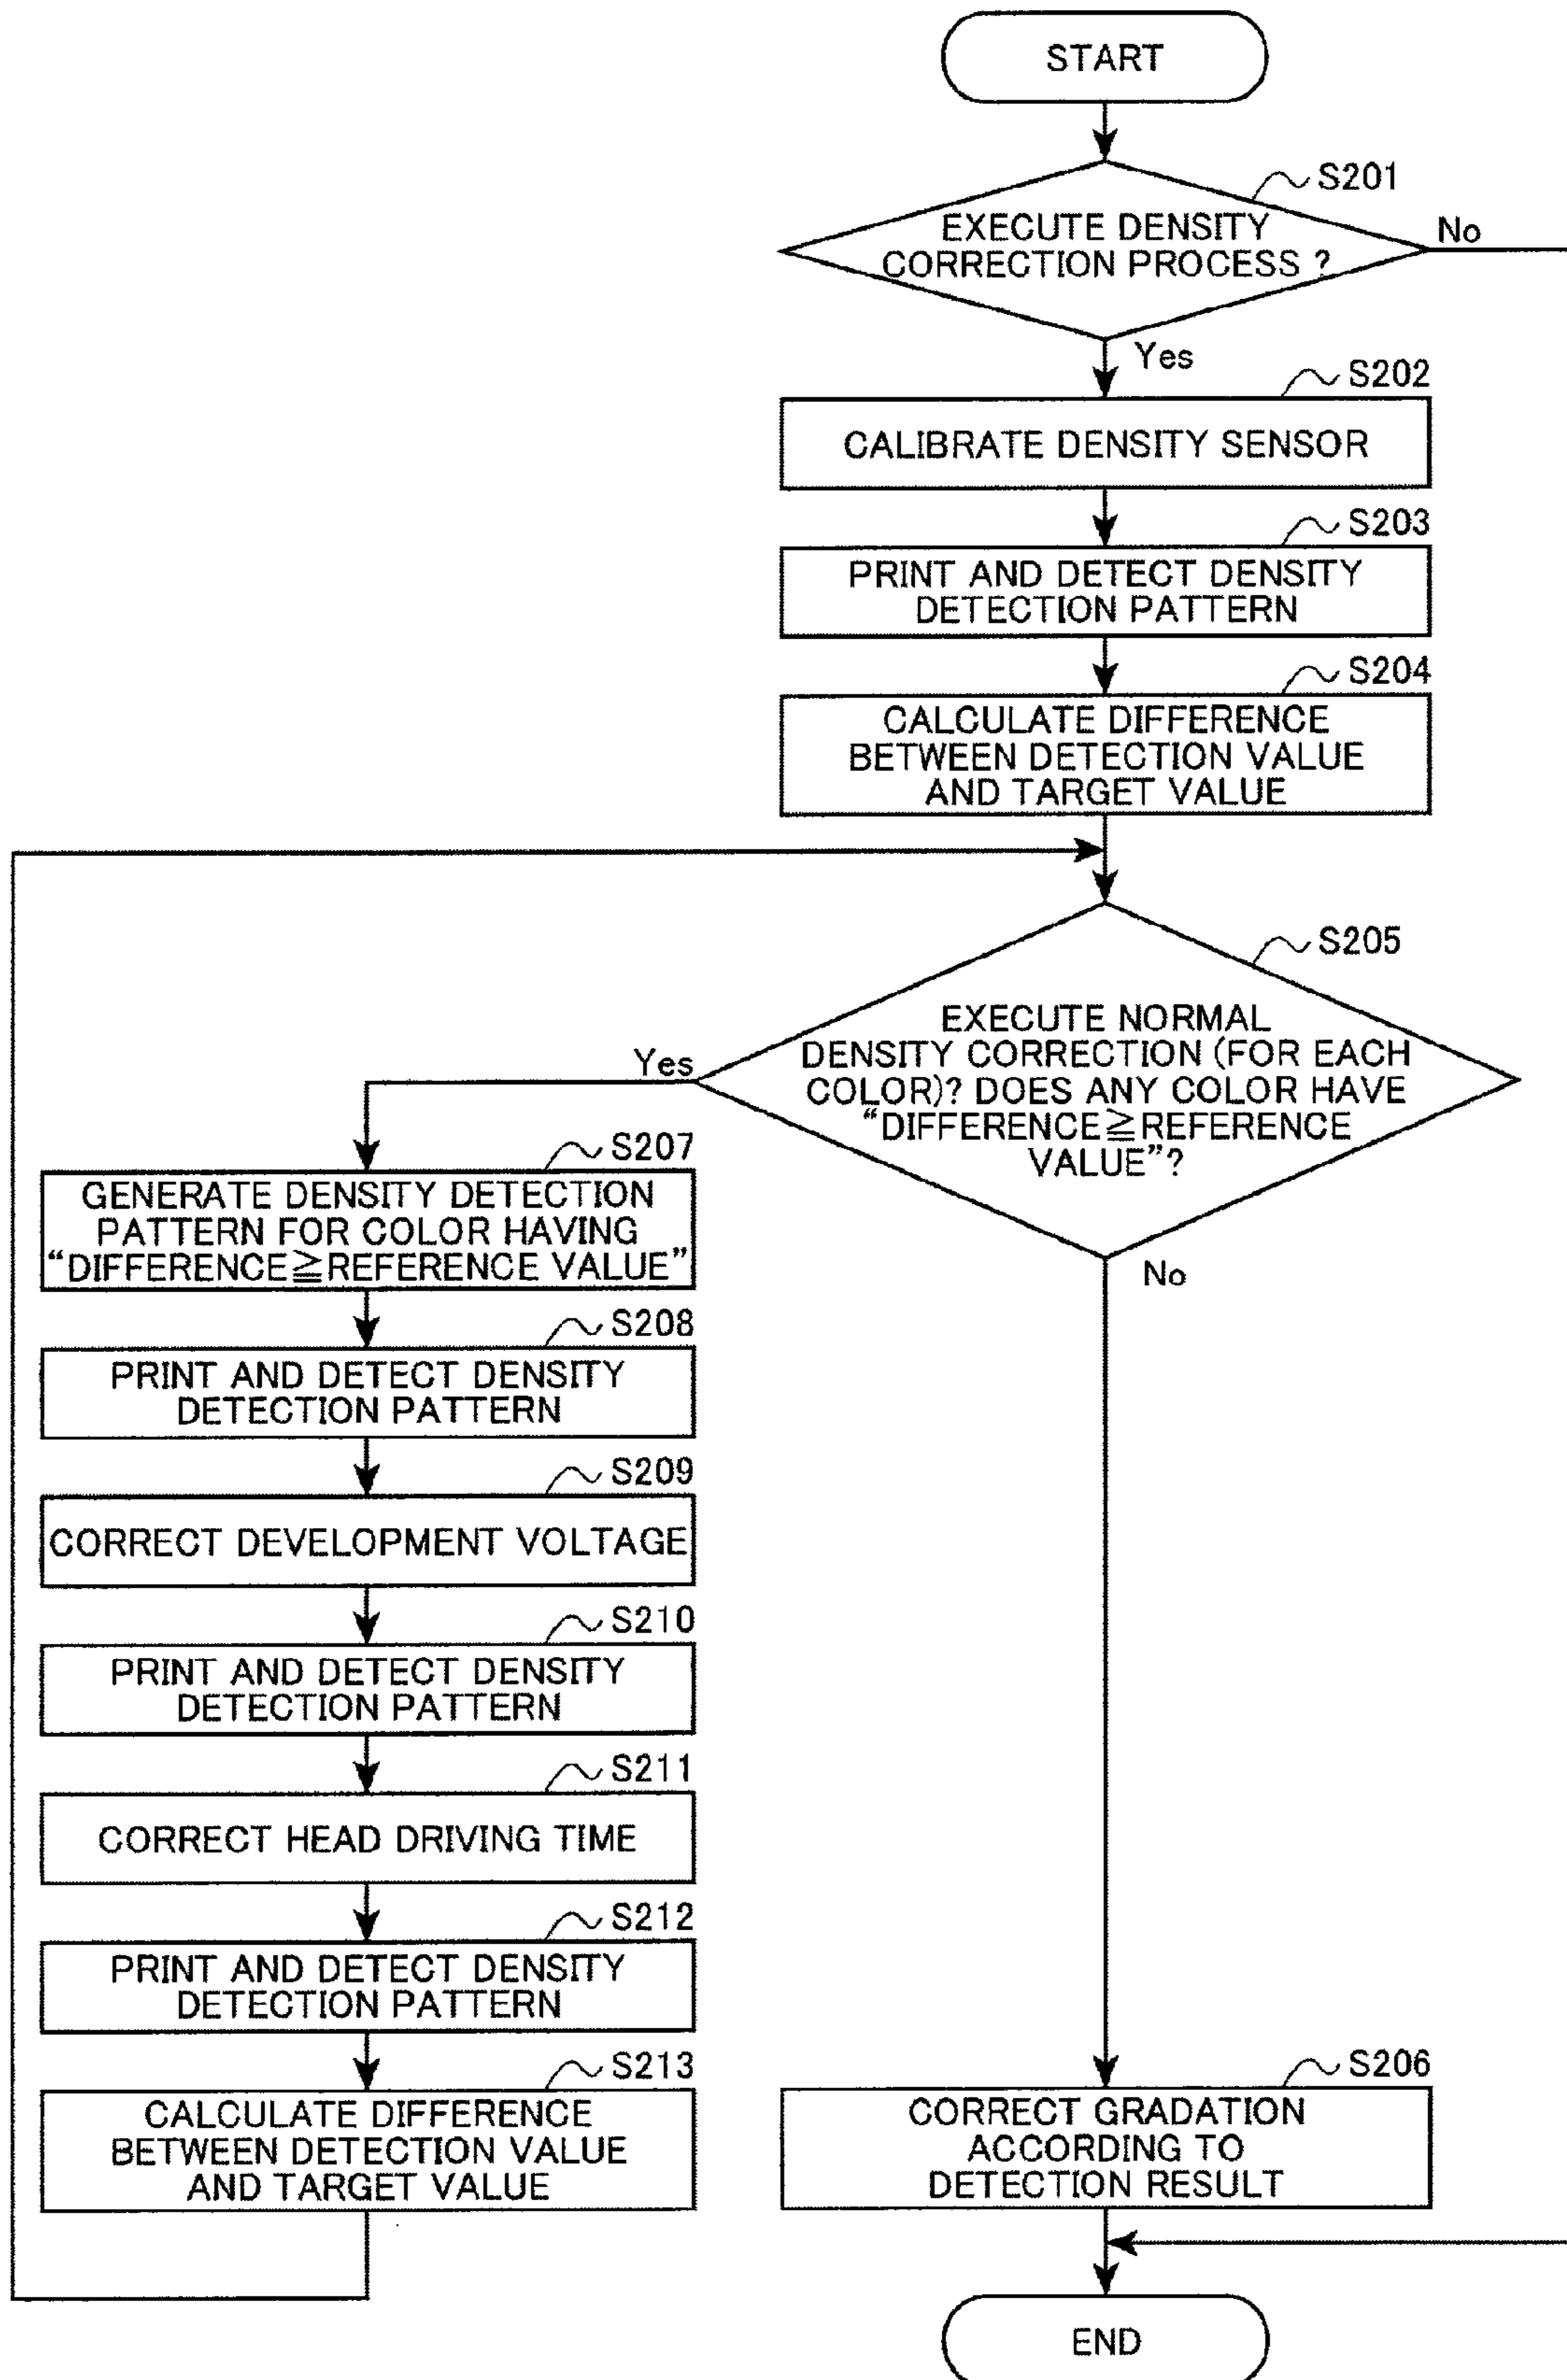 START
S201
EXECUTE DENSITY
CORRECTION PROCESS ?
No
Yes
S202
CALIBRATE DENSITY SENSOR
S203
PRINT AND DETECT DENSITY
DETECTION PATTERN
S204
CALCULATE DIFFERENCE
BETWEEN DETECTION VALUE
AND TARGET VALUE
S205
EXECUTE NORMAL
DENSITY CORRECTION (FOR EACH
COLOR)? DOES ANY COLOR HAVE
“DIFFERENCE≧REFERENCE
VALUE”?
Yes
No
S207
GENERATE DENSITY DETECTION
PATTERN FOR COLOR HAVING
“DIFFERENCE≧REFERENCE VALUE”
S208
PRINT AND DETECT DENSITY
DETECTION PATTERN
S209
CORRECT DEVELOPMENT VOLTAGE
S210
PRINT AND DETECT DENSITY
DETECTION PATTERN
S211
CORRECT HEAD DRIVING TIME
S212
PRINT AND DETECT DENSITY
DETECTION PATTERN
S213
CALCULATE DIFFERENCE
BETWEEN DETECTION VALUE
AND TARGET VALUE
S206
CORRECT GRADATION
ACCORDING TO
DETECTION RESULT
END